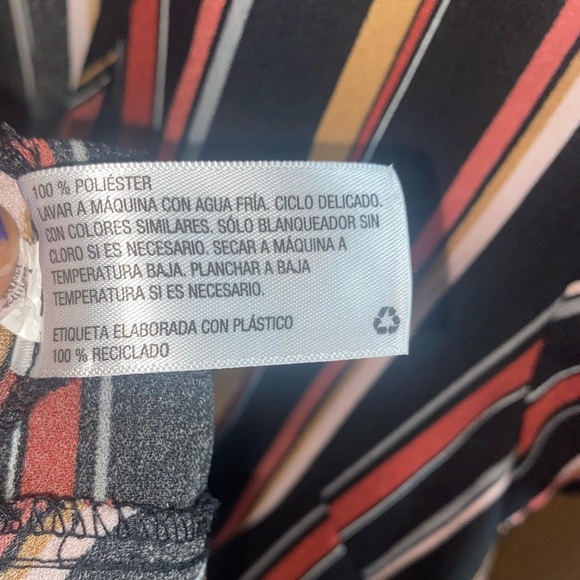 100 % POLIÉSTER
LAVAR A MÁQUINA CON AGUA FRÍA. CICLO DELICADO.
CON COLORES SIMILARES. SÓLO BLANQUEADOR SIN
CLORO SI ES NECESARIO. SECAR A MÁQUINA A
TEMPERATURA BAJA. PLANCHAR A BAJA
TEMPERATURA SI ES NECESARIO.
ETIQUETA ELABORADA CON PLÁSTICO
100 % RECICLADO